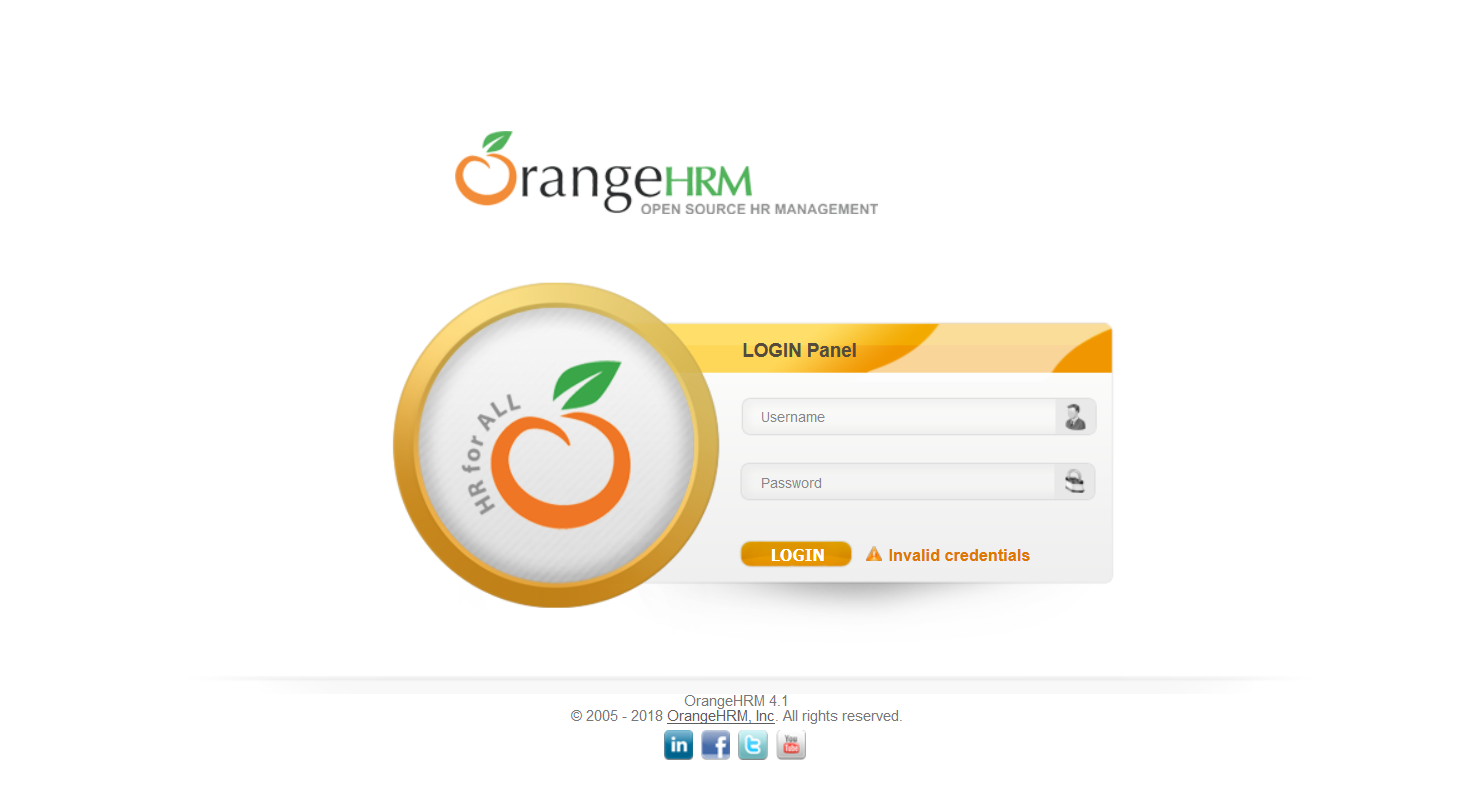 OrangeHRM
OPEN SOURCE HR MANAGEMENT
LOGIN Panel
HR for ALL
Username
Password
LOGIN
Invalid credentials
OrangeHRM 4.1
© 2005 - 2018 OrangeHRM, Inc. All rights reserved.
in f t You Tube